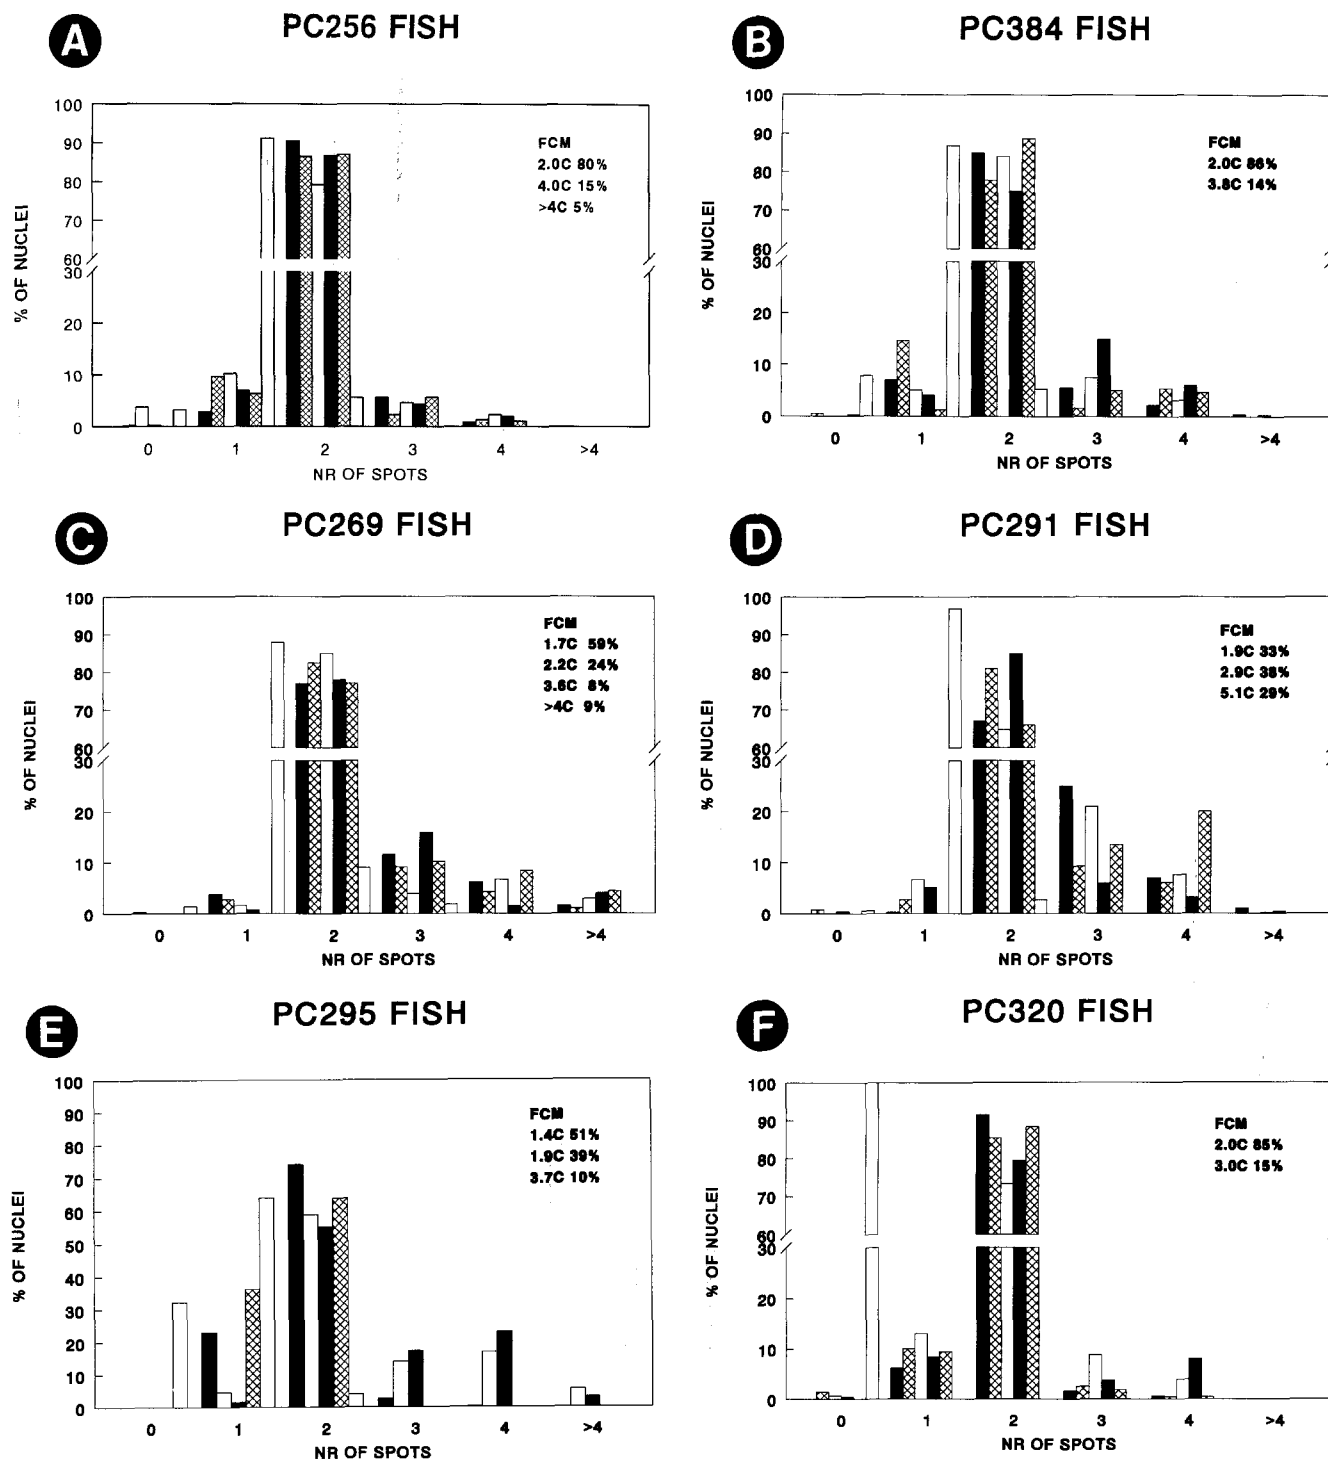 A
PC256 FISH
100
90
80
70
60
30
20
10
0
% OF NUCLEI
FCM
2.0C 80%
4.0C 15%
>4C 5%
0 1 2 3 4 >4
NR OF SPOTS
B
PC384 FISH
100
90
80
70
60
30
20
10
0
% OF NUCLEI
FCM
2.0C 86%
3.8C 14%
0 1 2 3 4 >4
NR OF SPOTS
C
PC269 FISH
100
90
80
70
60
30
20
10
0
% OF NUCLEI
FCM
1.7C 59%
2.2C 24%
3.6C 8%
>4C 9%
0 1 2 3 4 >4
NR OF SPOTS
D
PC291 FISH
100
90
80
70
60
30
20
10
0
% OF NUCLEI
FCM
1.9C 33%
2.9C 38%
5.1C 29%
0 1 2 3 4 >4
NR OF SPOTS
E
PC295 FISH
100
90
80
70
60
50
40
30
20
10
0
% OF NUCLEI
FCM
1.4C 51%
1.9C 39%
3.7C 10%
0 1 2 3 4 >4
NR OF SPOTS
F
PC320 FISH
100
90
80
70
60
30
20
10
0
% OF NUCLEI
FCM
2.0C 85%
3.0C 15%
0 1 2 3 4 >4
NR OF SPOTS